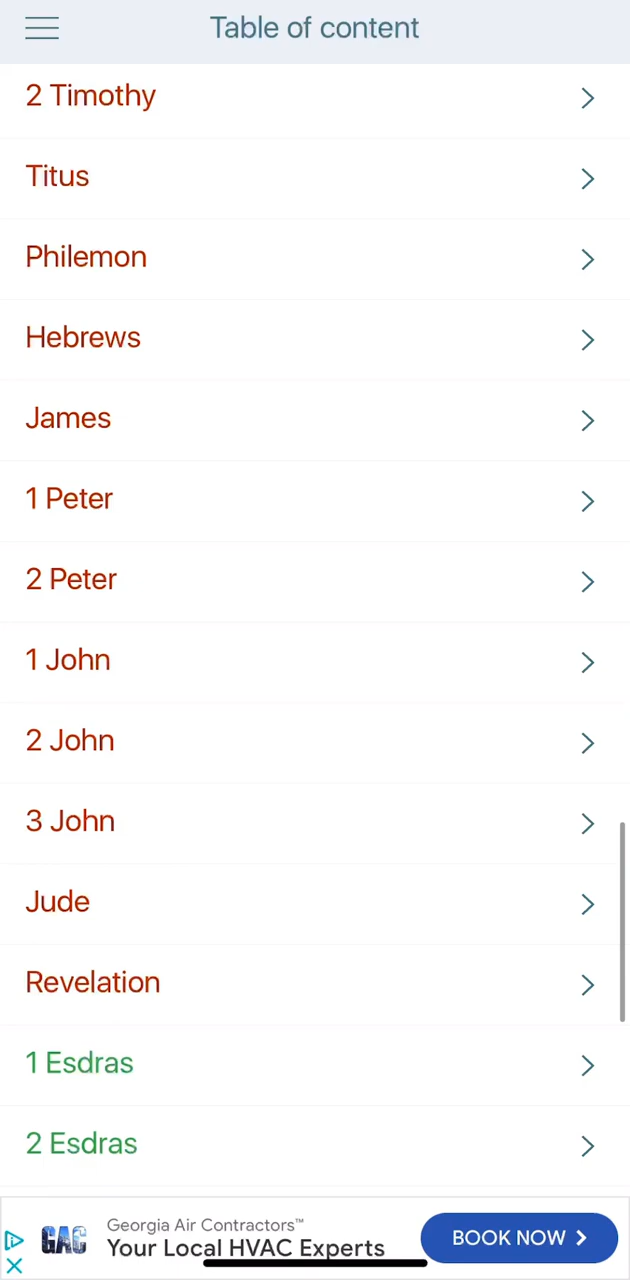 Table of content
2 Timothy
Titus
Philemon
Hebrews
James
1 Peter
2 Peter
1 John
2 John
3 John
Jude
Revelation
1 Esdras
2 Esdras
GAC
Georgia Air Contractors™
Your Local HVAC Experts
BOOK NOW